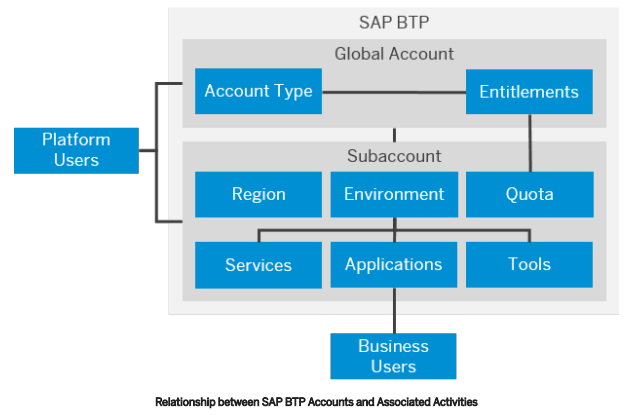 SAP BTP
Global Account
Account Type
Entitlements
Platform
Users
Subaccount
Region
Environment
Quota
Services
Applications
Tools
Business
Users
Relationship between SAP BTP Accounts and Associated Activities